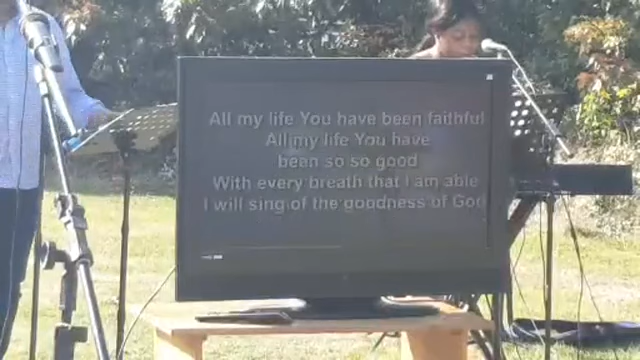 All my life You have been faithful
All my life You have
been so so good
With every breath that I am able
I will sing of the goodness of God